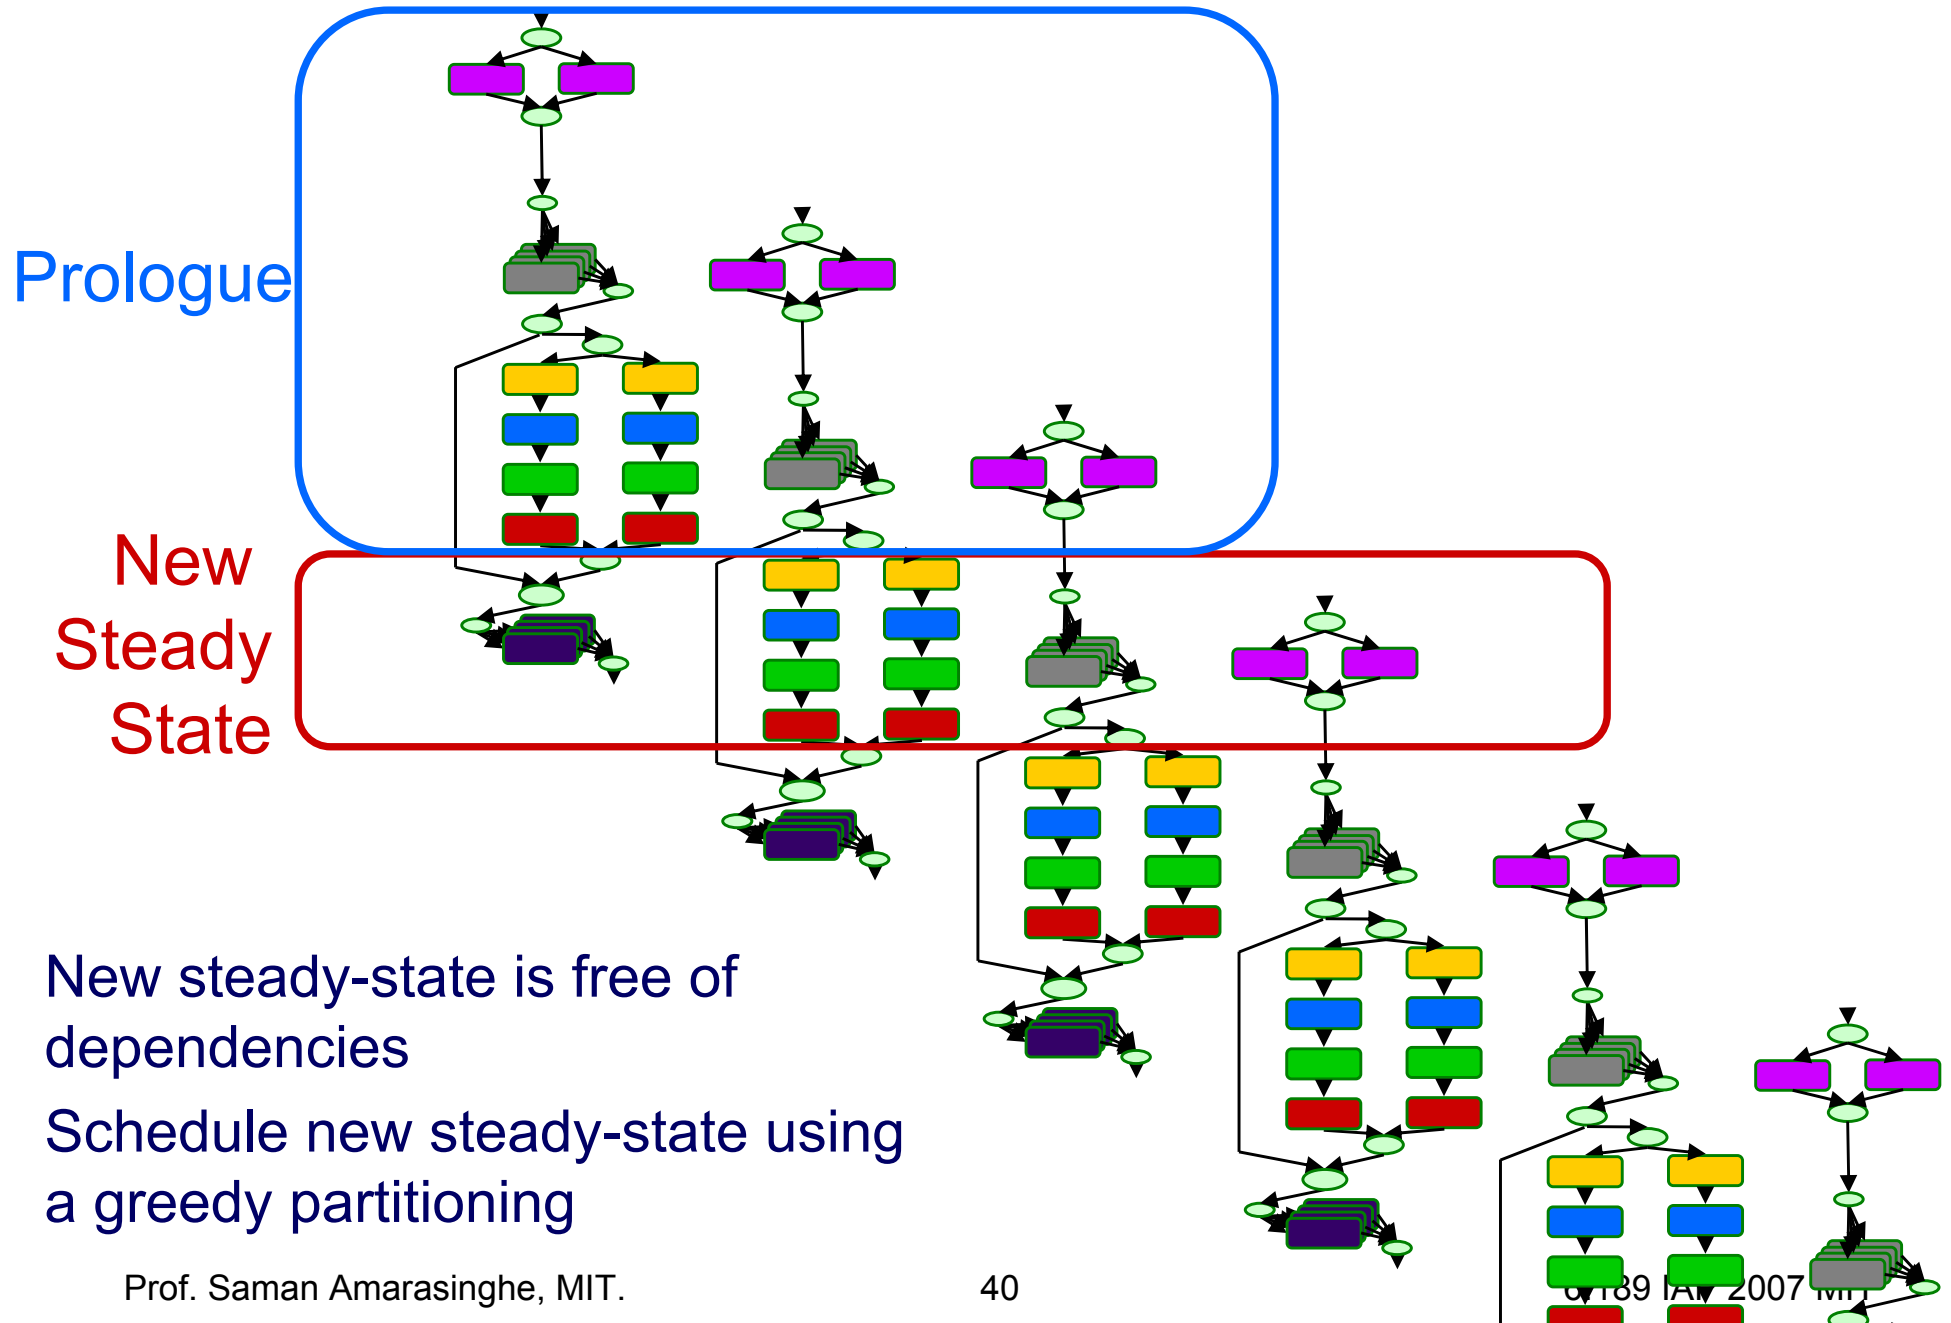 Prologue
New
Steady
State
New steady-state is free of
dependencies
Schedule new steady-state using
a greedy partitioning
Prof. Saman Amarasinghe, MIT.
40
2007